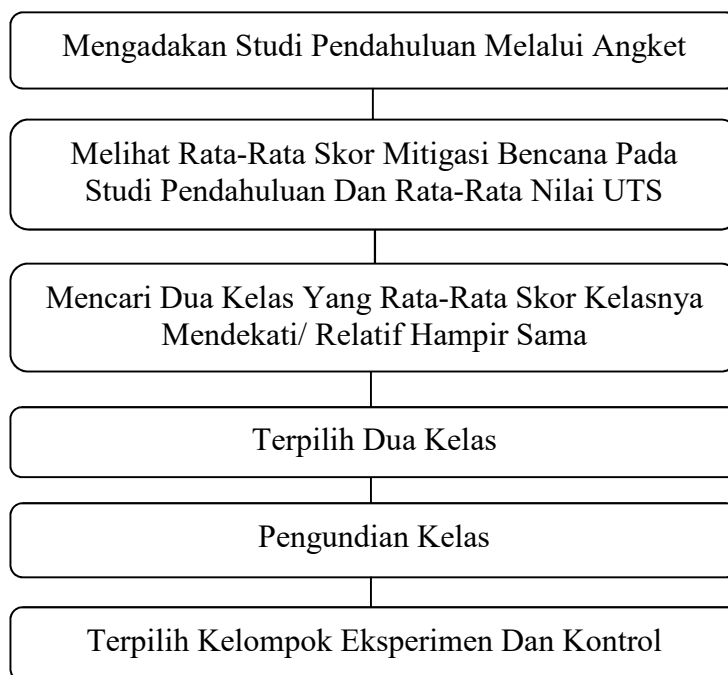 Mengadakan Studi Pendahuluan Melalui Angket
Melihat Rata-Rata Skor Mitigasi Bencana Pada
Studi Pendahuluan Dan Rata-Rata Nilai UTS
Mencari Dua Kelas Yang Rata-Rata Skor Kelasnya
Mendekati/ Relatif Hampir Sama
Terpilih Dua Kelas
Pengundian Kelas
Terpilih Kelompok Eksperimen Dan Kontrol